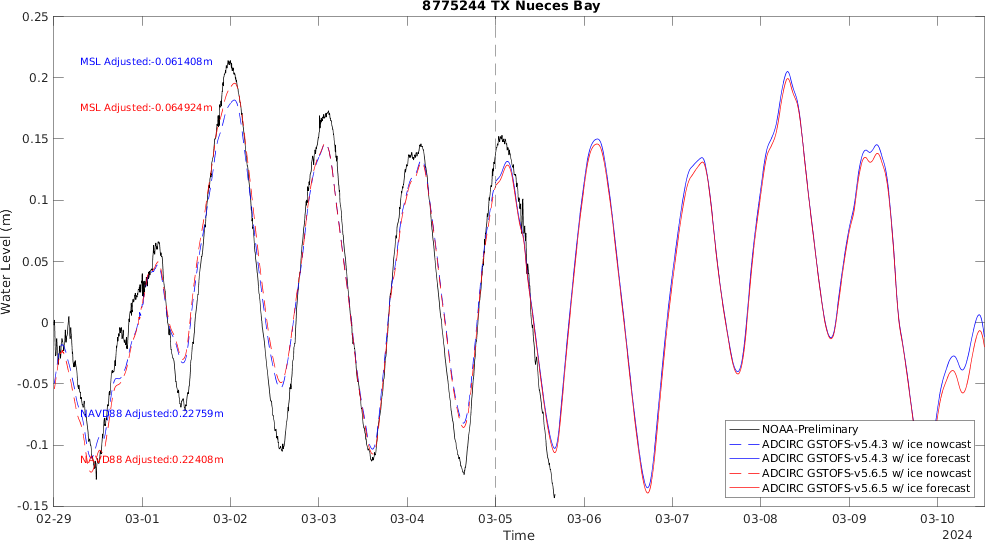 8775244 TX Nueces Bay
0.25
0.2
0.15
0.1
0.05
0
-0.05
-0.1
-0.15
Water Level (m)
MSL Adjusted:-0.061408m
MSL Adjusted:-0.064924m
NAVD88 Adjusted:0.22759m
NAVD88 Adjusted:0.22408m
NOAA-Preliminary
ADCIRC GSTOFS-v5.4.3 w/ ice nowcast
ADCIRC GSTOFS-v5.4.3 w/ ice forecast
ADCIRC GSTOFS-v5.6.5 w/ ice nowcast
ADCIRC GSTOFS-v5.6.5 w/ ice forecast
02-29 03-01 03-02 03-03 03-04 03-05 03-06 03-07 03-08 03-09 03-10
Time
2024